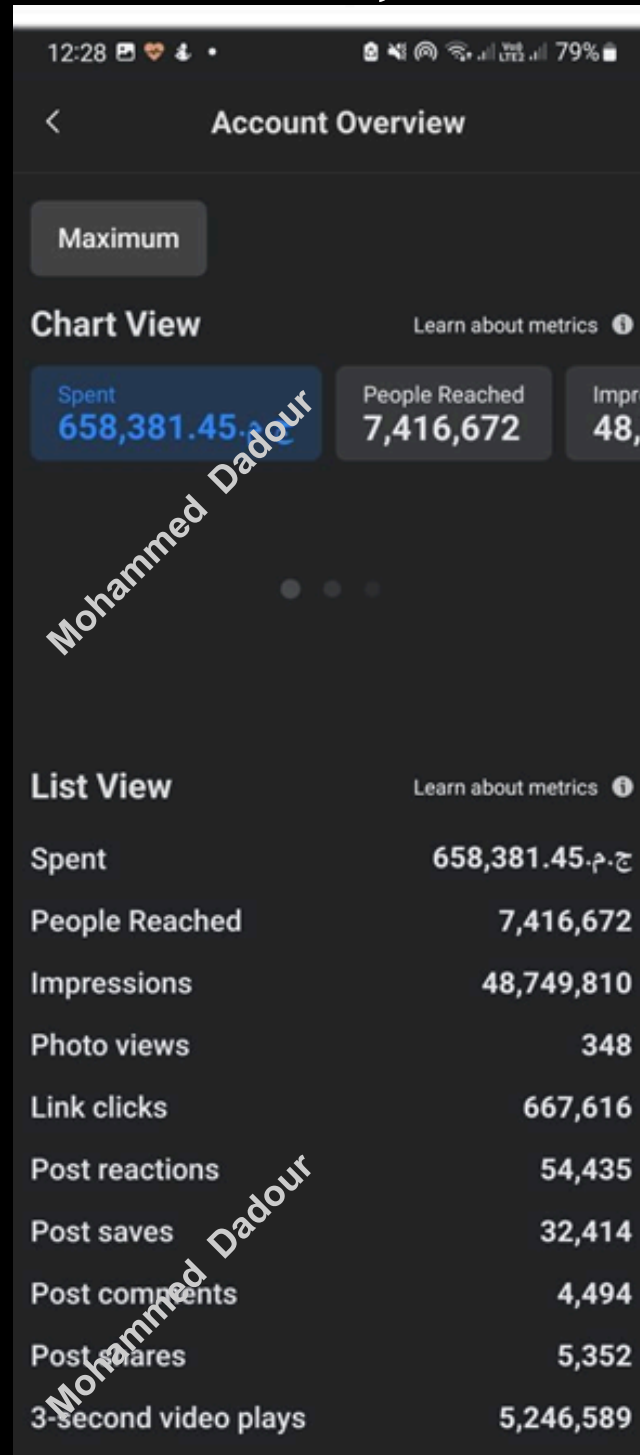 12:28 79%
Account Overview
Maximum
Chart View Learn about metrics
Spent People Reached Impr
658,381.45 7,416,672 48,
Mohammed Dadour
List View Learn about metrics
Spent ج.م.658,381.45
People Reached 7,416,672
Impressions 48,749,810
Photo views 348
Link clicks 667,616
Post reactions 54,435
Post saves 32,414
Post comments 4,494
Post shares 5,352
3-second video plays 5,246,589
Mohammed Dadour